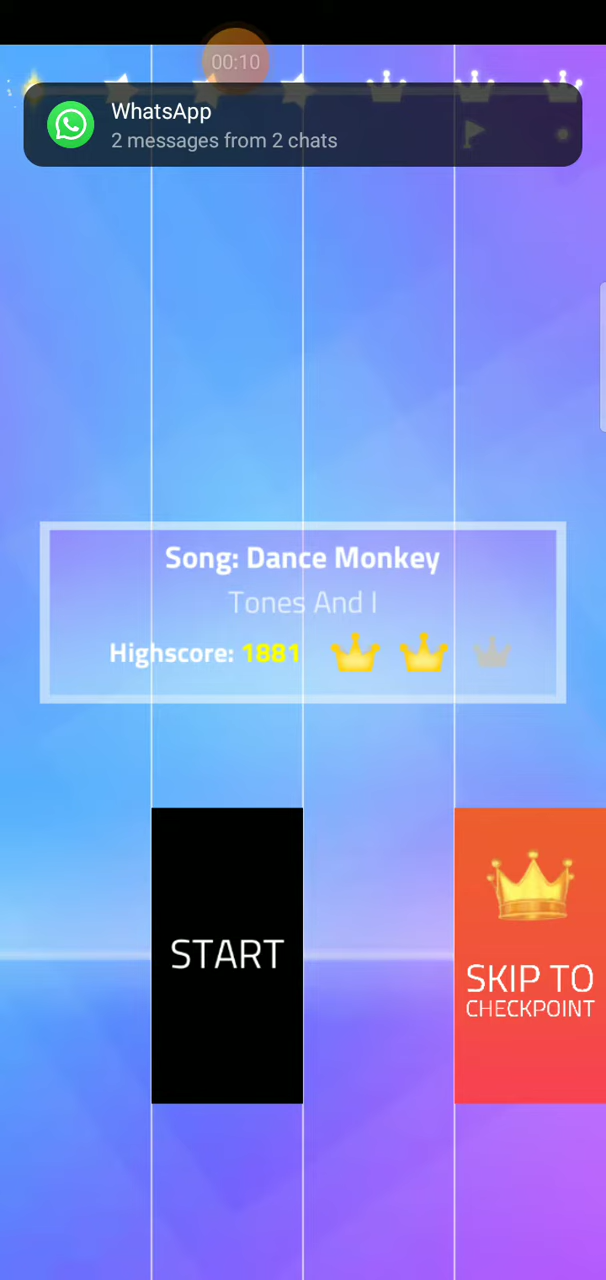 00:10
WhatsApp
2 messages from 2 chats
Song: Dance Monkey
Tones And I
Highscore: 1881
START
SKIP TO
CHECKPOINT